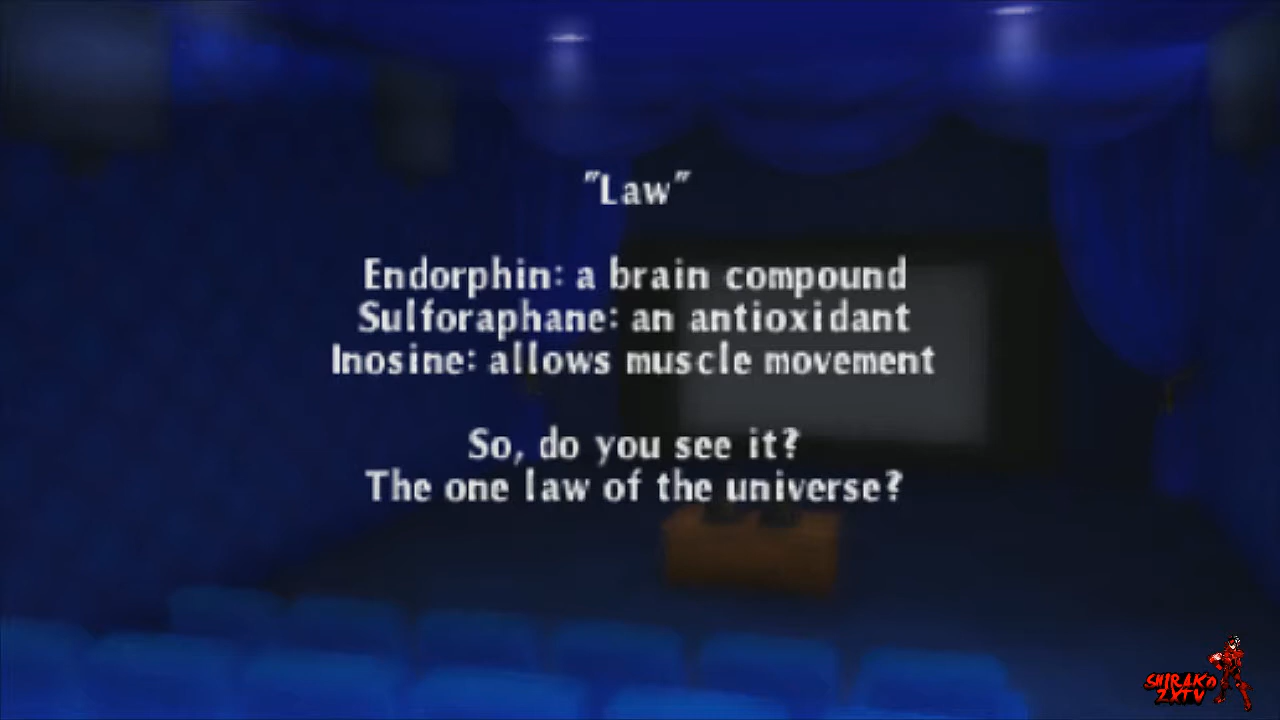 "Law"
Endorphin: a brain compound
Sulforaphane: an antioxidant
Inosine: allows muscle movement
So, do you see it?
The one law of the universe?
SHIRAKO
ZXTV